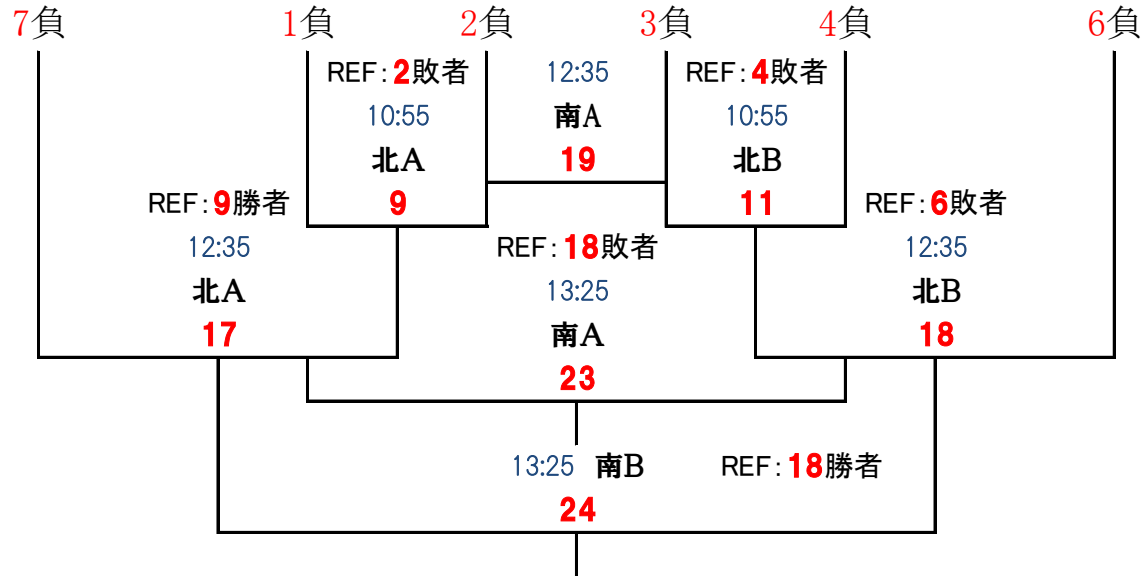 7負 1負 2負 3負 4負 6負
REF:2敗者 12:35 REF:4敗者
10:55 南A 10:55
北A 19 北B
REF:9勝者 9 11 REF:6敗者
12:35 REF:18敗者 12:35
北A 13:25 北B
17 南A 18
23
13:25 南B REF:18勝者
24